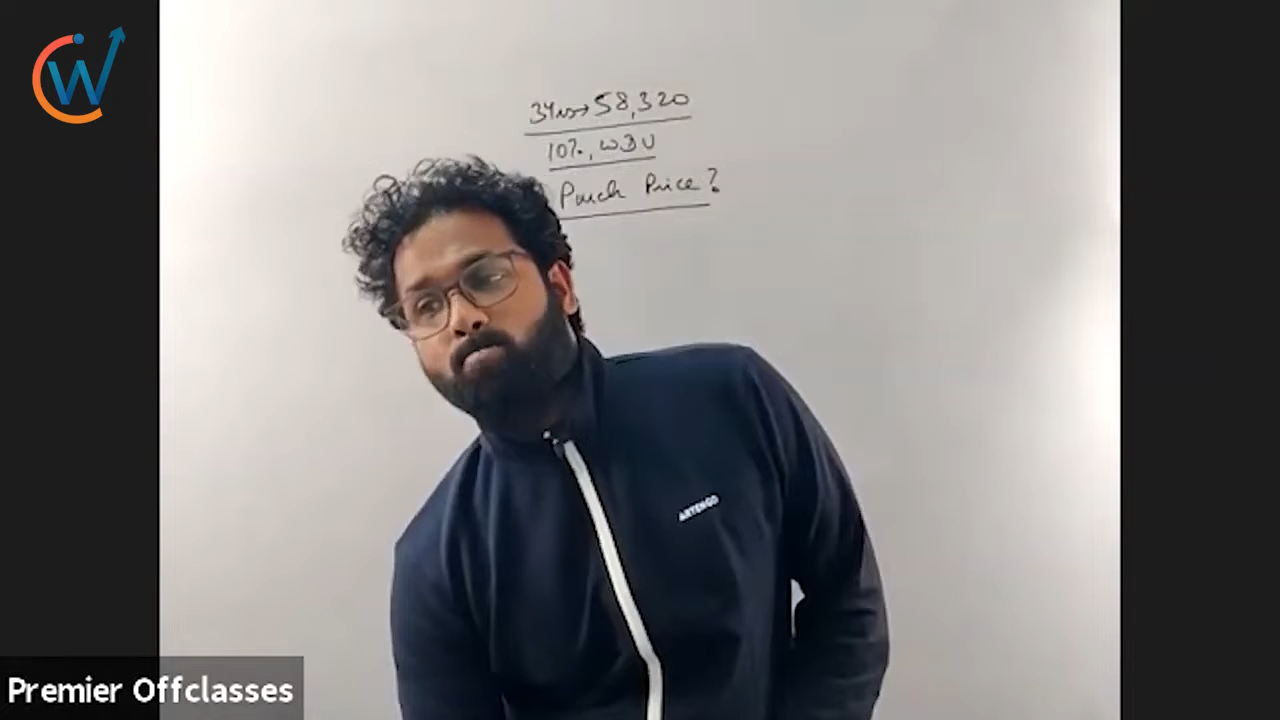 W
3Yrs→58,320
10%, WDV
Purch Price?
ARTENGO
Premier Offclasses